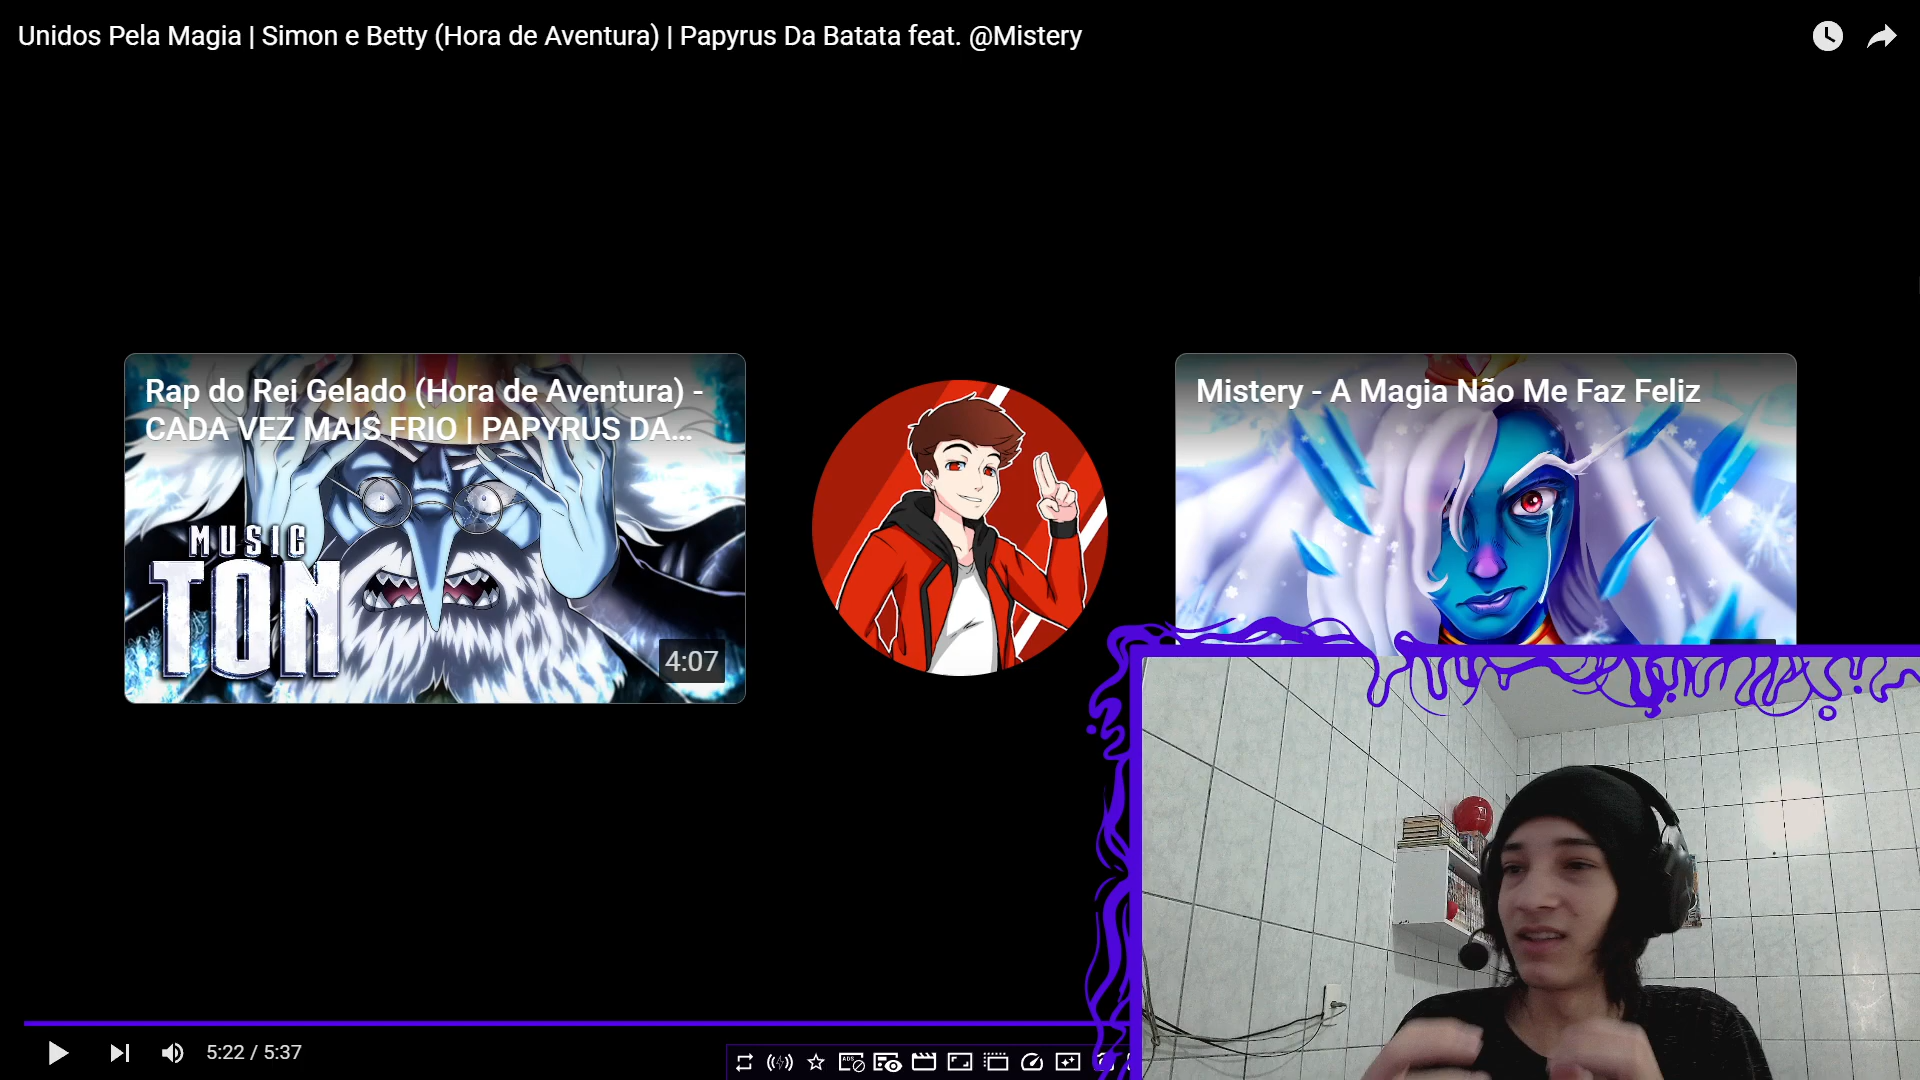 Unidos Pela Magia | Simon e Betty (Hora de Aventura) | Papyrus Da Batata feat. @Mistery
Rap do Rei Gelado (Hora de Aventura) -
CADA VEZ MAIS FRIO | PAPYRUS DA...
MUSIC
TON
4:07
Mistery - A Magia Não Me Faz Feliz
5:22 / 5:37
ADS